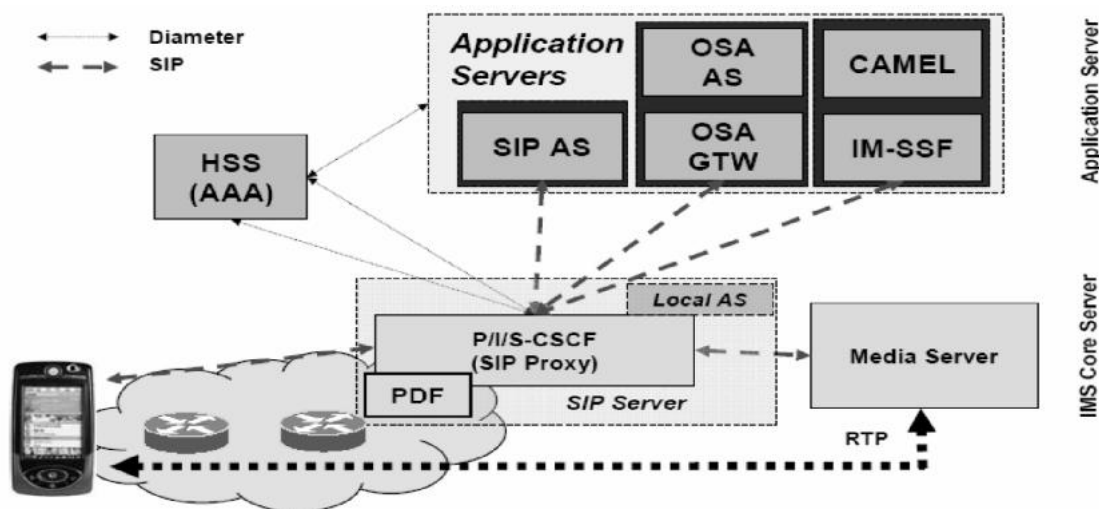 Diameter
SIP
Application
Servers
OSA
AS
CAMEL
SIP AS
OSA
GTW
IM-SSF
Application Server
HSS
(AAA)
Local AS
P/I/S-CSCF
(SIP Proxy)
Media Server
PDF
SIP Server
IMS Core Server
RTP